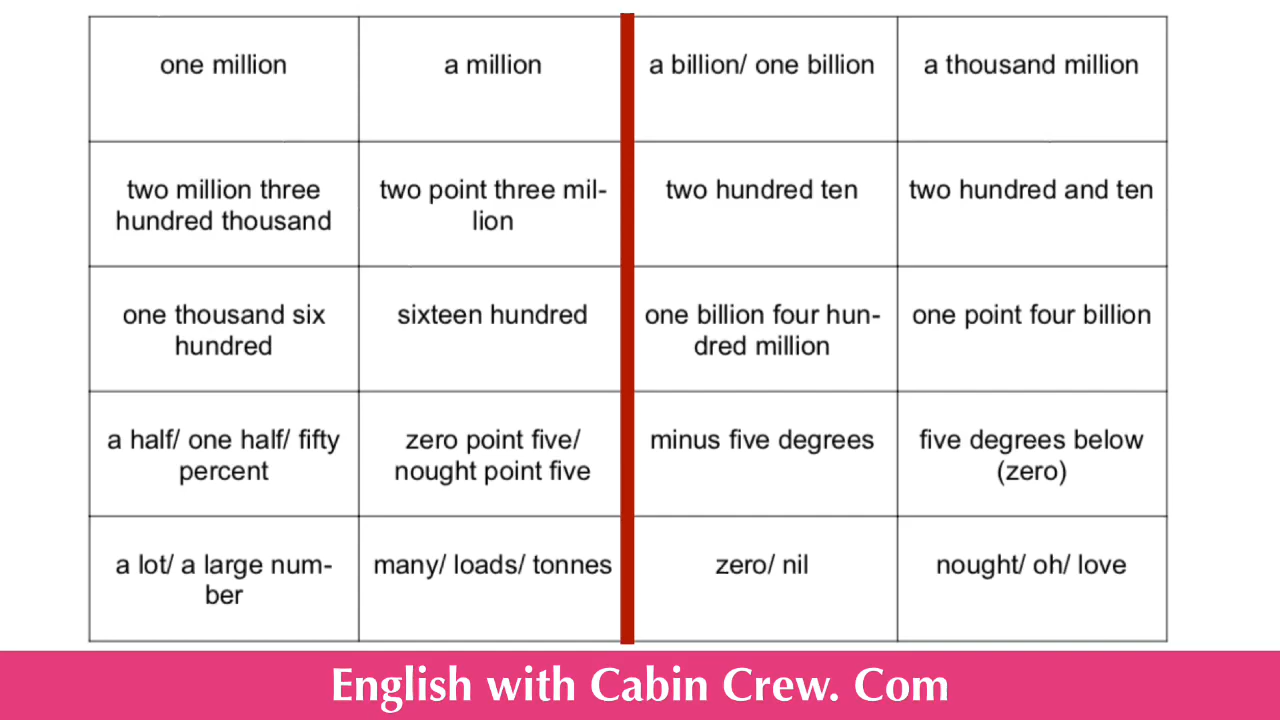 one million
a million
a billion/ one billion
a thousand million
two million three
hundred thousand
two point three mil-
lion
two hundred ten
two hundred and ten
one thousand six
hundred
sixteen hundred
one billion four hun-
dred million
one point four billion
a half/ one half/ fifty
percent
zero point five/
nought point five
minus five degrees
five degrees below
(zero)
a lot/ a large num-
ber
many/ loads/ tonnes
zero/ nil
nought/ oh/ love
English with Cabin Crew. Com